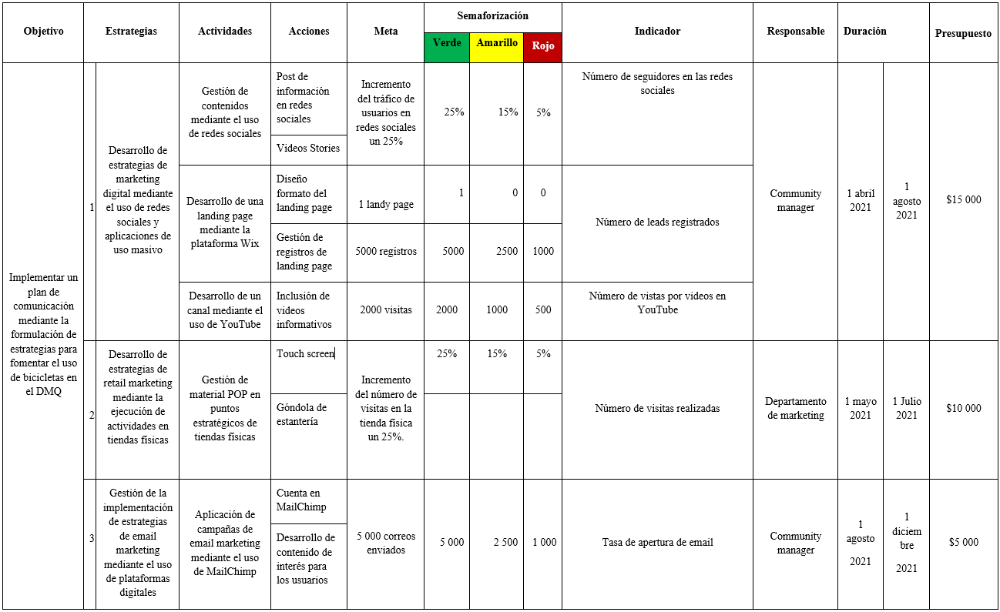 Objetivo
Estrategias
Actividades
Acciones
Meta
Semaforización
Verde
Amarillo
Rojo
Indicador
Responsable
Duración
Presupuesto
Implementar un
plan de
comunicación
mediante la
formulación de
estrategias para
fomentar el uso
de bicicletas en
el DMQ
1
Desarrollo de
estrategias de
marketing
digital mediante
el uso de redes
sociales y
aplicaciones de
uso masivo
Gestión de
contenidos
mediante el uso
de redes sociales
Post de
información
en redes
sociales
Videos Stories
Incremento
del tráfico de
usuarios en
redes sociales
un 25%
25%
15%
5%
Número de seguidores en las redes
sociales
Community
manager
1 abril
2021
1
agosto
2021
$15 000
Desarrollo de una
landing page
mediante la
plataforma Wix
Diseño
formato del
landing page
1 landy page
1
0
0
Número de leads registrados
Gestión de
registros de
landing page
5000 registros
5000
2500
1000
Desarrollo de un
canal mediante el
uso de YouTube
Inclusión de
videos
informativos
2000 visitas
2000
1000
500
Número de vistas por videos en
YouTube
2
Desarrollo de
estrategias de
retail marketing
mediante la
ejecución de
actividades en
tiendas físicas
Gestión de
material POP en
puntos
estratégicos de
tiendas físicas
Touch screen
Góndola de
estantería
Incremento
del número de
visitas en la
tienda física
un 25%.
25%
15%
5%
Número de visitas realizadas
Departamento
de marketing
1 mayo
2021
1 Julio
2021
$10 000
3
Gestión de la
implementación
de estrategias
de email
marketing
mediante el uso
de plataformas
digitales
Aplicación de
campañas de
email marketing
mediante el uso
de MailChimp
Cuenta en
MailChimp
Desarrollo de
contenido de
interés para
los usuarios
5 000 correos
enviados
5 000
2 500
1 000
Tasa de apertura de email
Community
manager
1
agosto
2021
1
diciem
bre
2021
$5 000